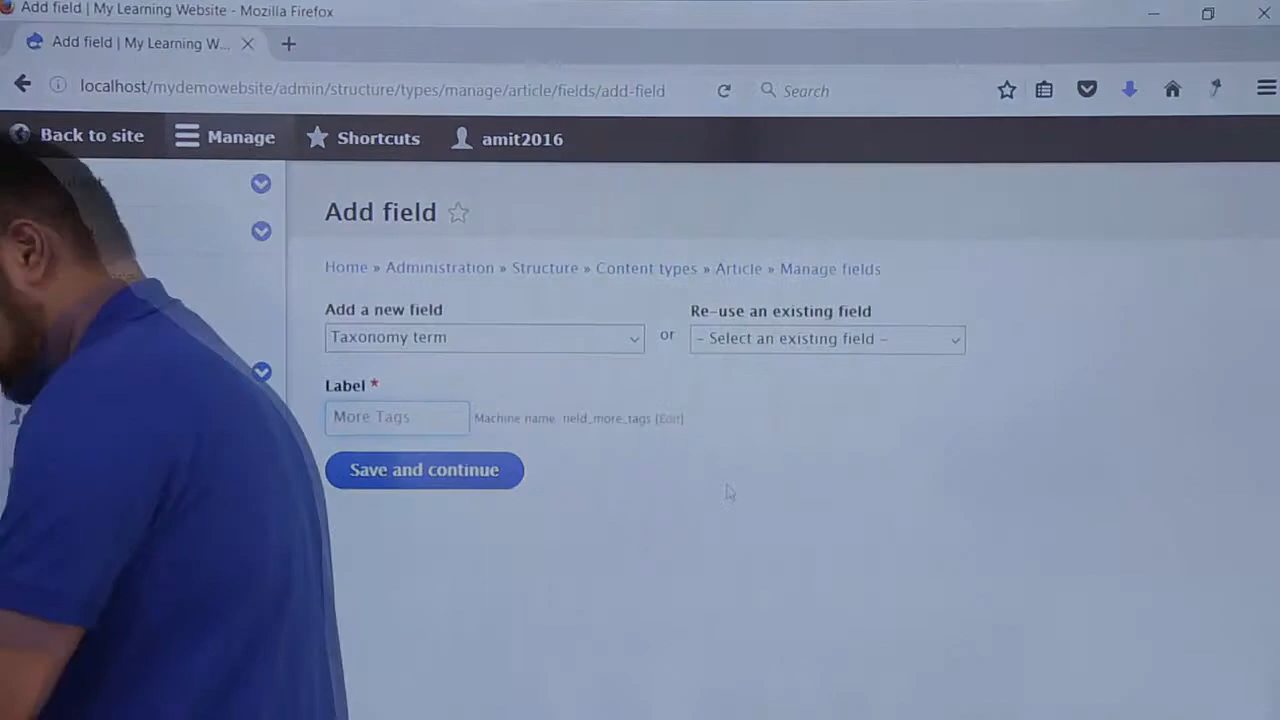 Add field | My Learning Website - Mozilla Firefox
Add field | My Learning W...
localhost/mydemowebsite/admin/structure/types/manage/article/fields/add-field
Search
Back to site Manage Shortcuts amit2016
Add field
Home » Administration » Structure » Content types » Article » Manage fields
Add a new field
Re-use an existing field
Taxonomy term
or
- Select an existing field -
Label *
More Tags
Machine name: field_more_tags [Edit]
Save and continue